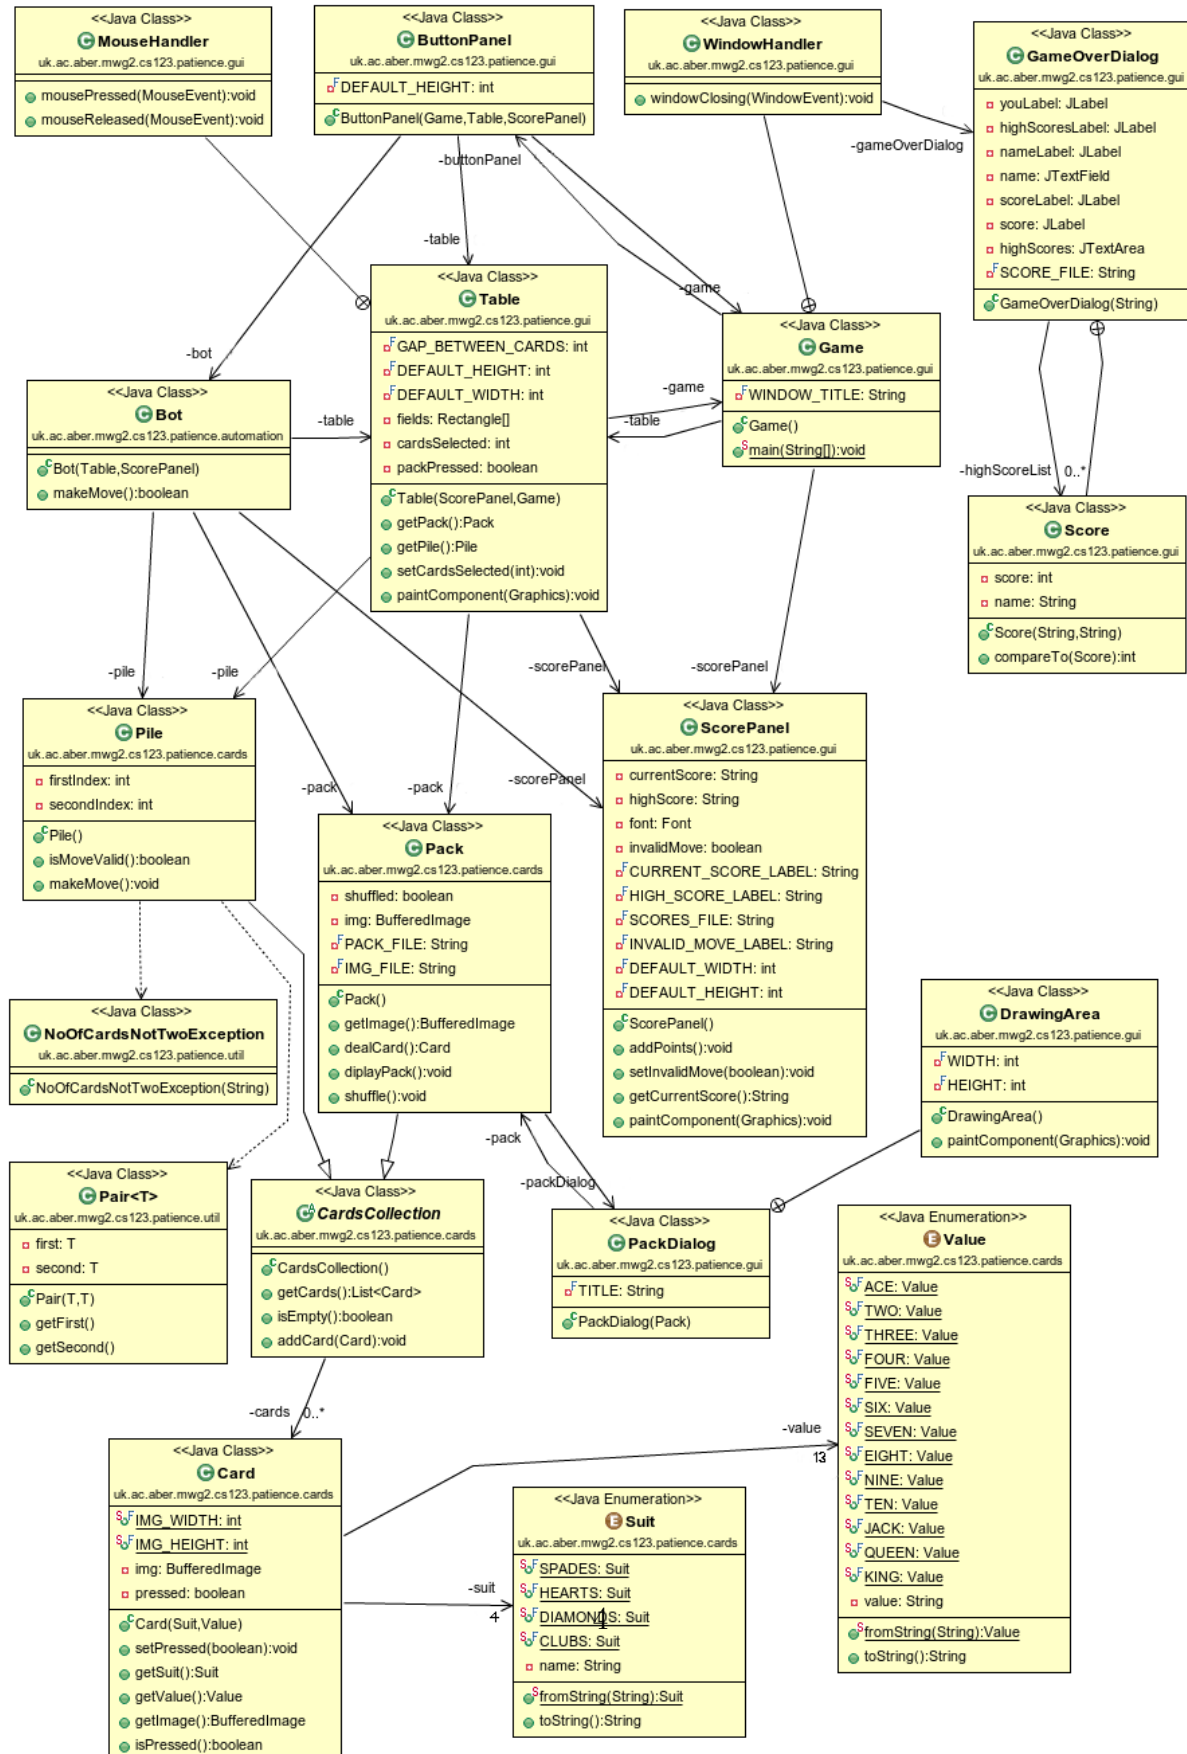 <<Java Class>>
MouseHandler
uk.ac.aber.mwg2.cs123.patience.gui
mousePressed(MouseEvent):void
mouseReleased(MouseEvent):void
<<Java Class>>
ButtonPanel
uk.ac.aber.mwg2.cs123.patience.gui
DEFAULT_HEIGHT: int
ButtonPanel(Game,Table,ScorePanel)
<<Java Class>>
WindowHandler
uk.ac.aber.mwg2.cs123.patience.gui
windowClosing(WindowEvent):void
<<Java Class>>
GameOverDialog
uk.ac.aber.mwg2.cs123.patience.gui
youLabel: JLabel
highScoresLabel: JLabel
nameLabel: JLabel
name: JTextField
scoreLabel: JLabel
score: JLabel
highScores: JTextArea
SCORE_FILE: String
GameOverDialog(String)
-gameOverDialog
-buttonPanel
-table
-game
-bot
<<Java Class>>
Table
uk.ac.aber.mwg2.cs123.patience.gui
GAP_BETWEEN_CARDS: int
DEFAULT_HEIGHT: int
DEFAULT_WIDTH: int
fields: Rectangle[]
cardsSelected: int
packPressed: boolean
Table(ScorePanel,Game)
getPack():Pack
getPile():Pile
setCardsSelected(int):void
paintComponent(Graphics):void
<<Java Class>>
Game
uk.ac.aber.mwg2.cs123.patience.gui
WINDOW_TITLE: String
Game()
main(String[]):void
-game
-table
<<Java Class>>
Bot
uk.ac.aber.mwg2.cs123.patience.automation
Bot(Table,ScorePanel)
makeMove():boolean
-table
-highScoreList
0..*
<<Java Class>>
Score
uk.ac.aber.mwg2.cs123.patience.gui
score: int
name: String
Score(String,String)
compareTo(Score):int
-pile
-pile
-scorePanel
-scorePanel
<<Java Class>>
Pile
uk.ac.aber.mwg2.cs123.patience.cards
firstIndex: int
secondIndex: int
Pile()
isMoveValid():boolean
makeMove():void
-pack
-pack
-scorePanel
<<Java Class>>
ScorePanel
uk.ac.aber.mwg2.cs123.patience.gui
currentScore: String
highScore: String
font: Font
invalidMove: boolean
CURRENT_SCORE_LABEL: String
HIGH_SCORE_LABEL: String
SCORES_FILE: String
INVALID_MOVE_LABEL: String
DEFAULT_WIDTH: int
DEFAULT_HEIGHT: int
ScorePanel()
addPoints():void
setInvalidMove(boolean):void
getCurrentScore():String
paintComponent(Graphics):void
<<Java Class>>
Pack
uk.ac.aber.mwg2.cs123.patience.cards
shuffled: boolean
img: BufferedImage
PACK_FILE: String
IMG_FILE: String
Pack()
getImage():BufferedImage
dealCard():Card
diplayPack():void
shuffle():void
<<Java Class>>
NoOfCardsNotTwoException
uk.ac.aber.mwg2.cs123.patience.util
NoOfCardsNotTwoException(String)
<<Java Class>>
DrawingArea
uk.ac.aber.mwg2.cs123.patience.gui
WIDTH: int
HEIGHT: int
DrawingArea()
paintComponent(Graphics):void
-pack
-packDialog
<<Java Class>>
Pair<T>
uk.ac.aber.mwg2.cs123.patience.util
first: T
second: T
Pair(T,T)
getFirst()
getSecond()
<<Java Class>>
CardsCollection
uk.ac.aber.mwg2.cs123.patience.cards
CardsCollection()
getCards():List<Card>
isEmpty():boolean
addCard(Card):void
<<Java Class>>
PackDialog
uk.ac.aber.mwg2.cs123.patience.gui
TITLE: String
PackDialog(Pack)
<<Java Enumeration>>
Value
uk.ac.aber.mwg2.cs123.patience.cards
ACE: Value
TWO: Value
THREE: Value
FOUR: Value
FIVE: Value
SIX: Value
SEVEN: Value
EIGHT: Value
NINE: Value
TEN: Value
JACK: Value
QUEEN: Value
KING: Value
value: String
fromString(String):Value
toString():String
-cards
0..*
-value
13
<<Java Class>>
Card
uk.ac.aber.mwg2.cs123.patience.cards
IMG_WIDTH: int
IMG_HEIGHT: int
img: BufferedImage
pressed: boolean
Card(Suit,Value)
setPressed(boolean):void
getSuit():Suit
getValue():Value
getImage():BufferedImage
isPressed():boolean
-suit
4
<<Java Enumeration>>
Suit
uk.ac.aber.mwg2.cs123.patience.cards
SPADES: Suit
HEARTS: Suit
DIAMONDS: Suit
4
CLUBS: Suit
name: String
fromString(String):Suit
toString():String